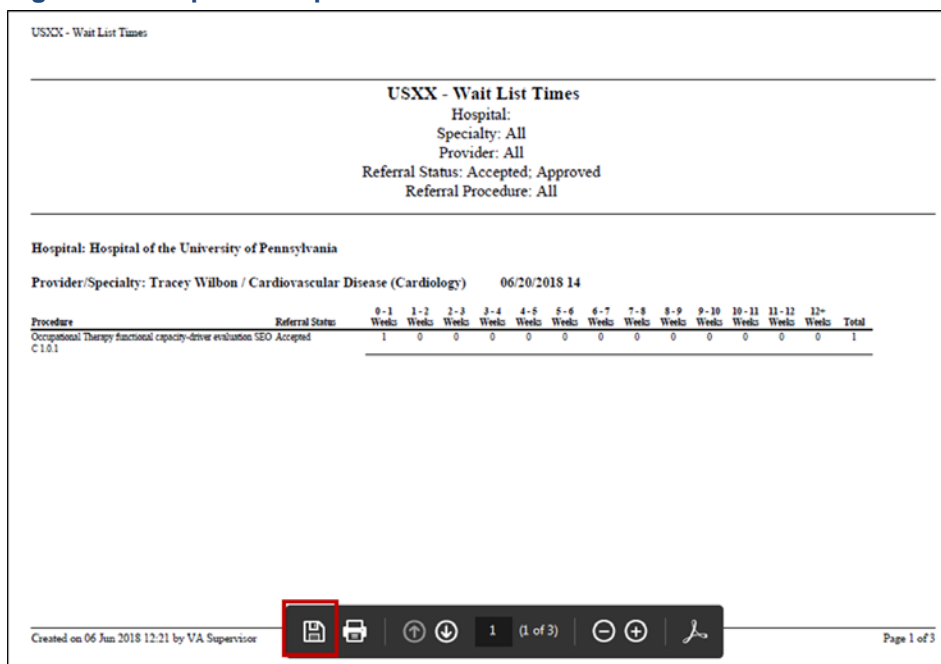 USXX - Wait List Times
USXX - Wait List Times
Hospital:
Specialty: All
Provider: All
Referral Status: Accepted; Approved
Referral Procedure: All
Hospital: Hospital of the University of Pennsylvania
Provider/Specialty: Tracey Wilbon / Cardiovascular Disease (Cardiology) 06/20/2018 14
Procedure Referral Status 0 - 1 Weeks 1 - 2 Weeks 2 - 3 Weeks 3 - 4 Weeks 4 - 5 Weeks 5 - 6 Weeks 6 - 7 Weeks 7 - 8 Weeks 8 - 9 Weeks 9 - 10 Weeks 10 - 11 Weeks 11 - 12 Weeks 12+ Weeks Total
Occupational Therapy functional capacity-driver evaluation SEO Accepted 1 0 0 0 0 0 0 0 0 0 0 0 0 1
C 1.0.1
Created on 06 Jun 2018 12:21 by VA Supervisor
1 (1 of 3)
Page 1 of 3